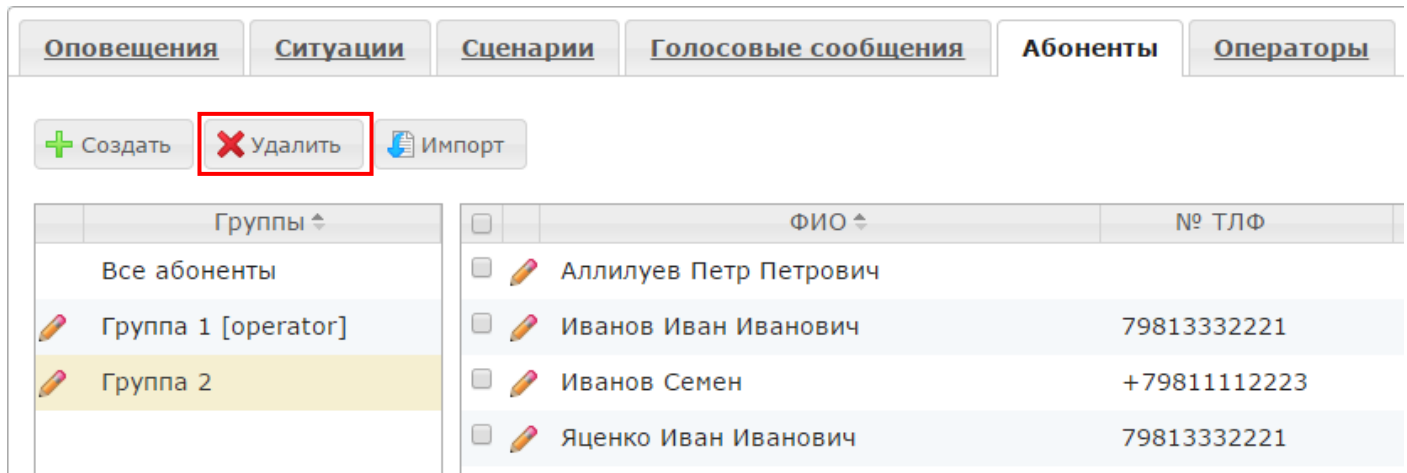 Оповещения Ситуации Сценарии Голосовые сообщения Абоненты Операторы
Создать Удалить Импорт
Группы ФИО № ТЛФ
Все абоненты Аллилуев Петр Петрович
Группа 1 [operator] Иванов Иван Иванович 79813332221
Группа 2 Иванов Семен +79811112223
Яценко Иван Иванович 79813332221